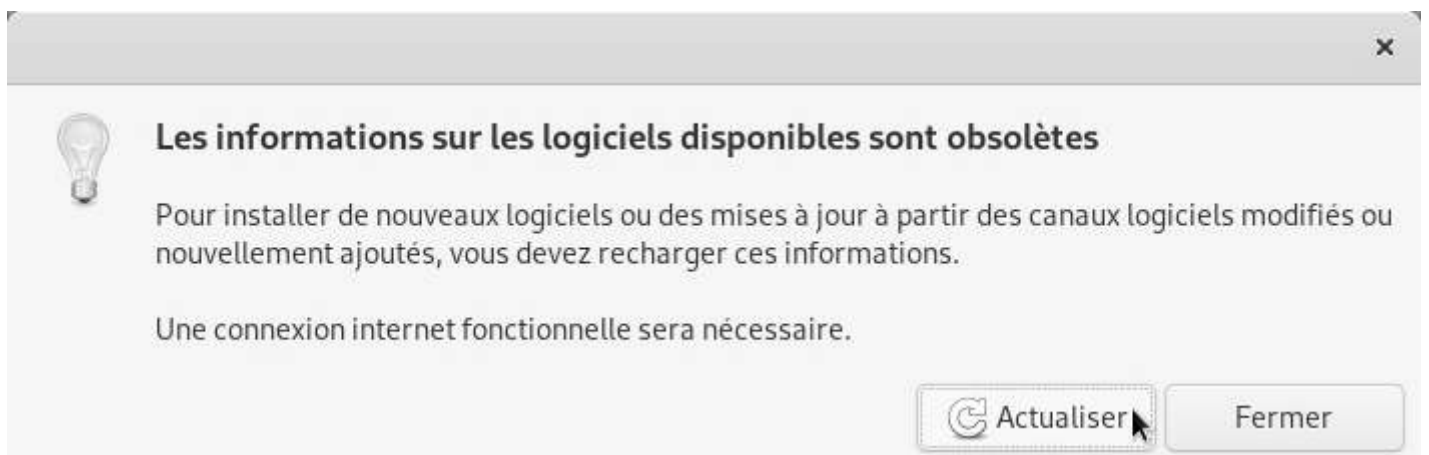 Les informations sur les logiciels disponibles sont obsolètes
Pour installer de nouveaux logiciels ou des mises à jour à partir des canaux logiciels modifiés ou
nouvellement ajoutés, vous devez recharger ces informations.
Une connexion internet fonctionnelle sera nécessaire.
Actualiser Fermer